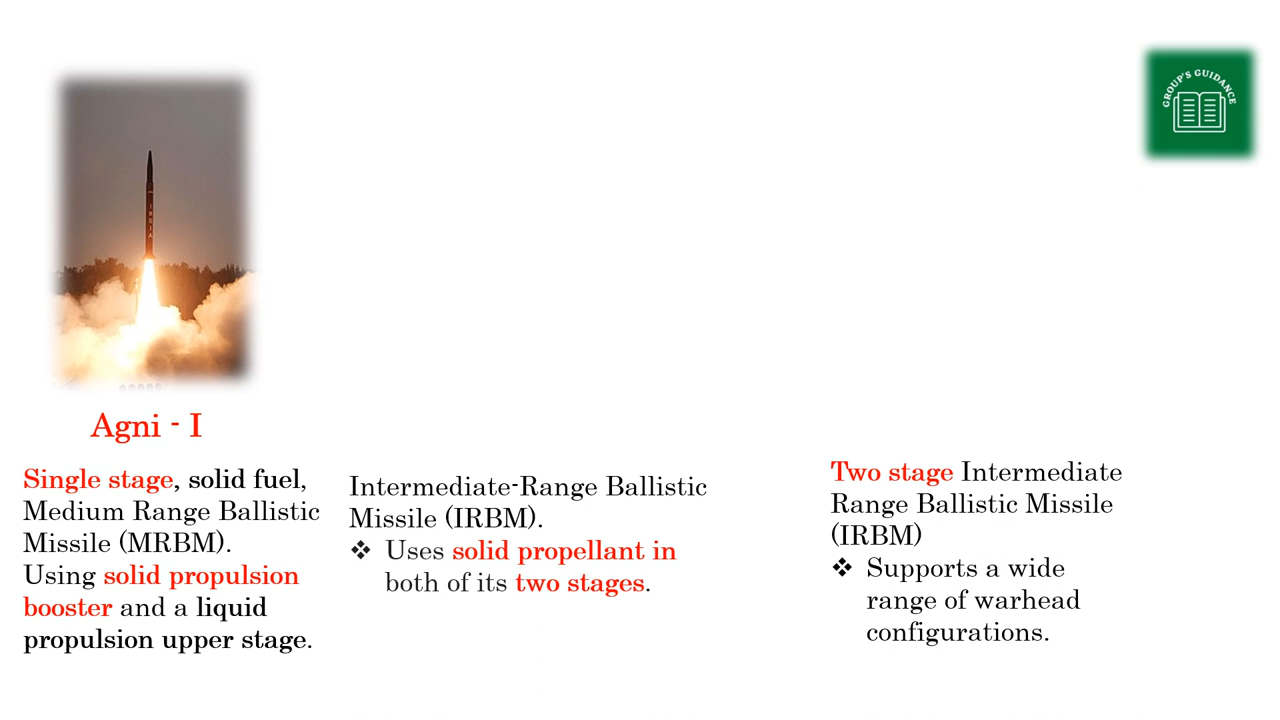 GROUP'S GUIDANCE
INDIA
Agni - I
Single stage, solid fuel,
Medium Range Ballistic
Missile (MRBM).
Using solid propulsion
booster and a liquid
propulsion upper stage.
Intermediate-Range Ballistic
Missile (IRBM).
❖ Uses solid propellant in
both of its two stages.
Two stage Intermediate
Range Ballistic Missile
(IRBM)
❖ Supports a wide
range of warhead
configurations.